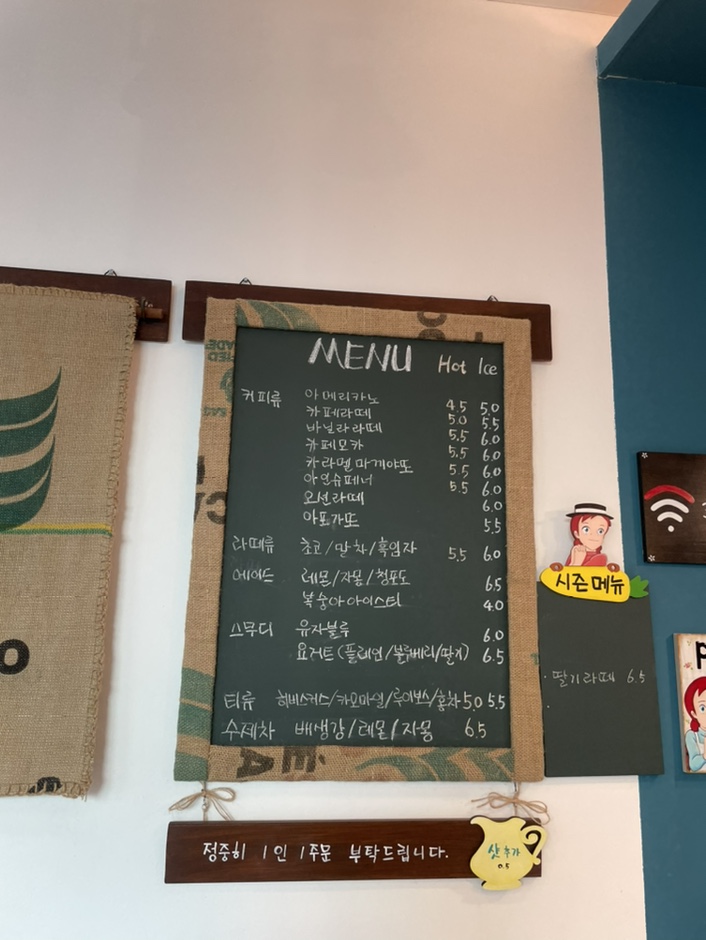 MENU Hot Ice
커피류 아메리카노 4.5 5.0
카페라떼 5.0 5.5
바닐라라떼 5.5 6.0
카페모카 5.5 6.0
카라멜마끼야또 5.5 6.0
아인슈페너 5.5 6.0
오션라떼 6.0
아포가또 5.5
라떼류 초코/말차/흑임자 5.5 6.0
에이드 레몬/자몽/청포도 6.5
복숭아아이스티 4.0
스무디 유자블루 6.0
요거트(플레인/블루베리/딸기) 6.5
티류 히비스커스/카모마일/루이보스/홍차 5.0 5.5
수제차 배생강/레몬/자몽 6.5
시즌메뉴
· 딸기라떼 6.5
·
정중히 1인 1주문 부탁드립니다.
샷추가
0.5